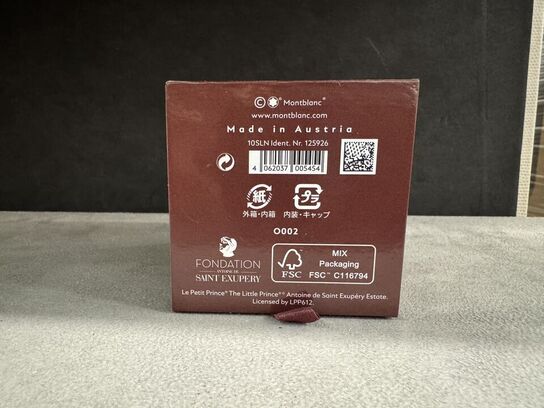 © Montblanc®
www.montblanc.com
Made in Austria
10SLN Ident. Nr. 125926
4 062037 005454
紙 プラ
外箱・内箱 内装・キャップ
O002
FONDATION
ANTOINE DE
SAINT EXUPÉRY
FSC
MIX
Packaging
FSC™ C116794
Le Petit Prince® The Little Prince® Antoine de Saint Exupéry Estate.
Licensed by LPP612.